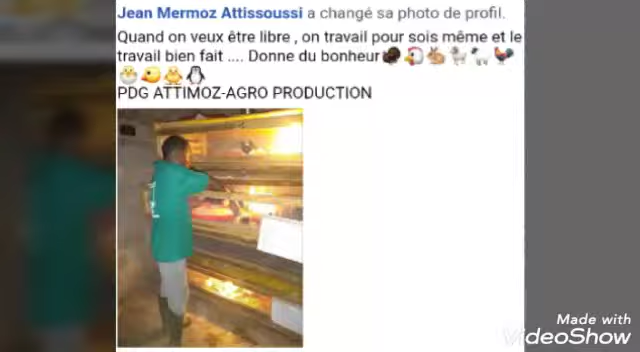 Jean Mermoz Attissoussi a changé sa photo de profil.
Quand on veux être libre , on travail pour sois même et le
travail bien fait .... Donne du bonheur🦃🐔🐇🐑🐐🐓
🐣🐤🐥🐧
PDG ATTIMOZ-AGRO PRODUCTION
Made with
VideoShow